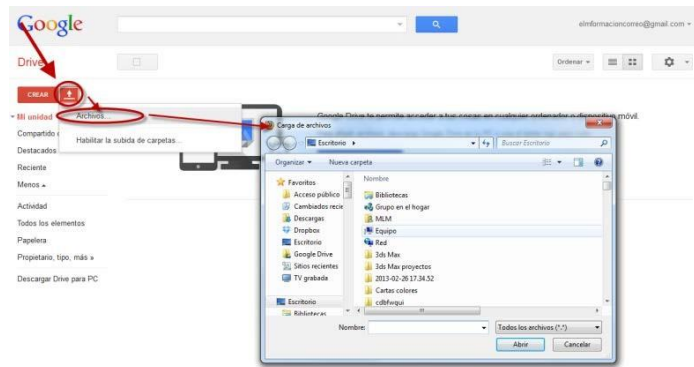 Google
elmformacioncorreo@gmail.com
Drive
Ordenar
CREAR
Mi unidad
Archivos...
Google Drive te permite acceder a tus cosas en cualquier ordenador o dispositivo móvil.
Compartido
Habilitar la subida de carpetas...
Destacados
Reciente
Menos
Actividad
Todos los elementos
Papelera
Propietario, tipo, más »
Descargar Drive para PC
Carga de archivos
Escritorio
Buscar Escritorio
Organizar
Nueva carpeta
Favoritos
Acceso público
Cambiados recie
Descargas
Dropbox
Escritorio
Google Drive
Sitios recientes
TV grabada
Escritorio
Bibliotecas
Nombre
Bibliotecas
Grupo en el hogar
MLM
Equipo
Red
3ds Max
3ds Max proyectos
2013-02-26 17.34.52
Cartas colores
cdbfwqui
Nombre:
Todos los archivos (*.*)
Abrir
Cancelar